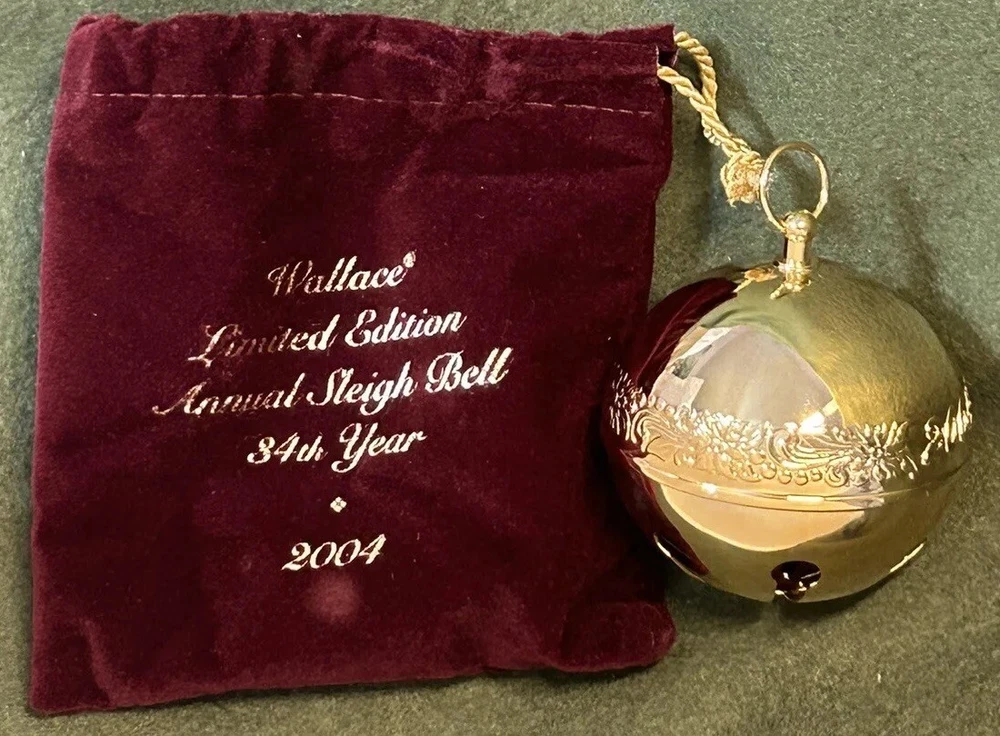 Wallace®
Limited Edition
Annual Sleigh Bell
34th Year
2004